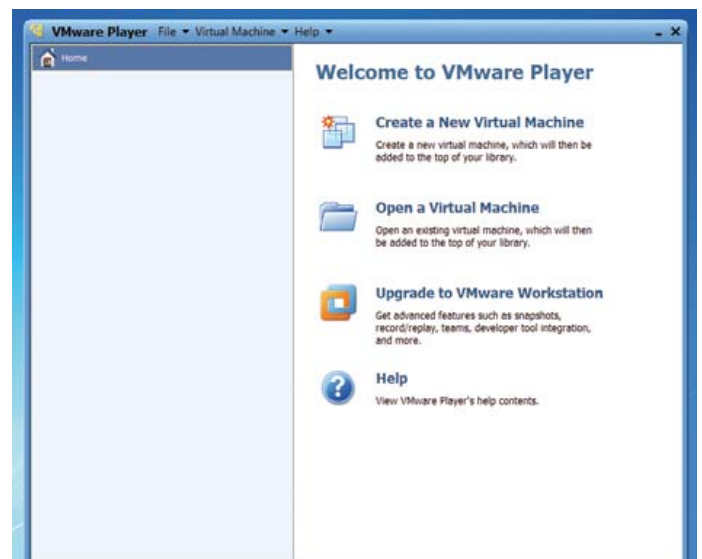 VMware Player File Virtual Machine Help
Home
Welcome to VMware Player
Create a New Virtual Machine
Create a new virtual machine, which will then be
added to the top of your library.
Open a Virtual Machine
Open an existing virtual machine, which will then
be added to the top of your library.
Upgrade to VMware Workstation
Get advanced features such as snapshots,
record/replay, teams, developer tool integration,
and more.
Help
View VMware Player's help contents.